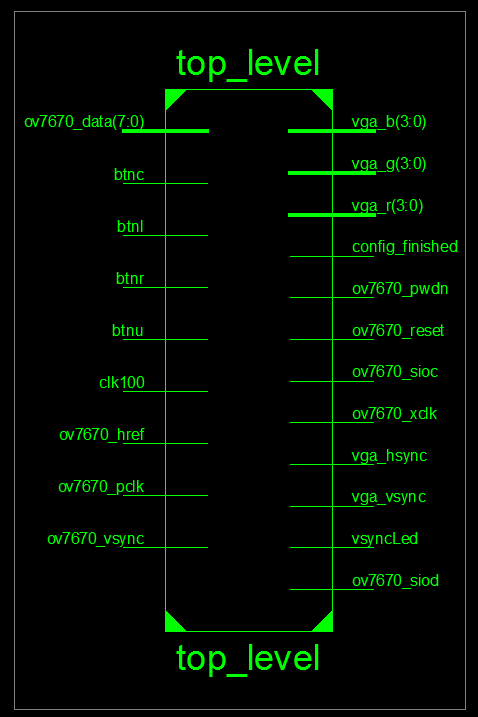 top_level
ov7670_data(7:0)
btnc
btnl
btnr
btnu
clk100
ov7670_href
ov7670_pclk
ov7670_vsync
vga_b(3:0)
vga_g(3:0)
vga_r(3:0)
config_finished
ov7670_pwdn
ov7670_reset
ov7670_sioc
ov7670_xclk
vga_hsync
vga_vsync
vsyncLed
ov7670_siod
top_level